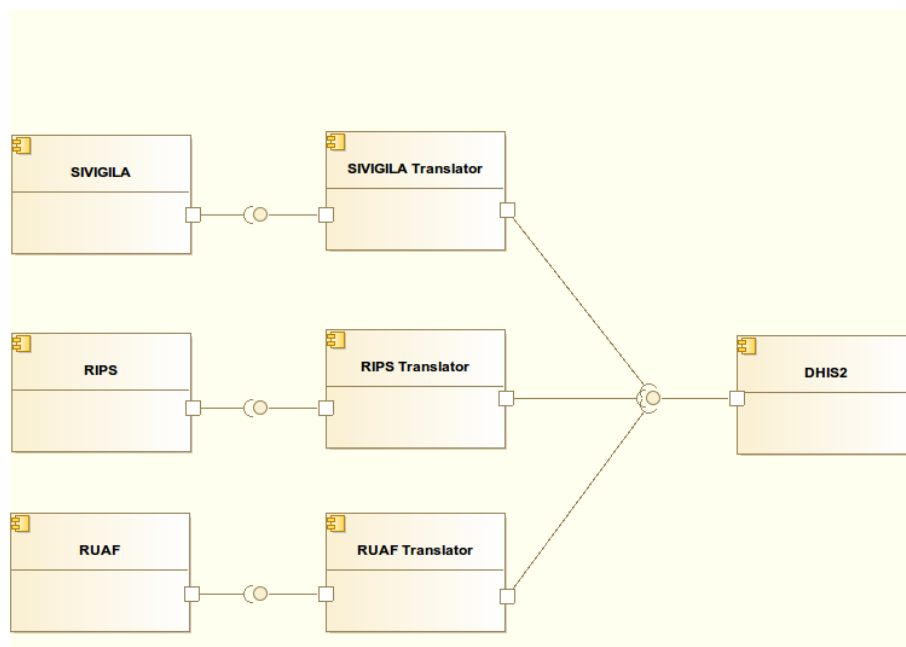 SIVIGILA
SIVIGILA Translator
RIPS
RIPS Translator
DHIS2
RUAF
RUAF Translator